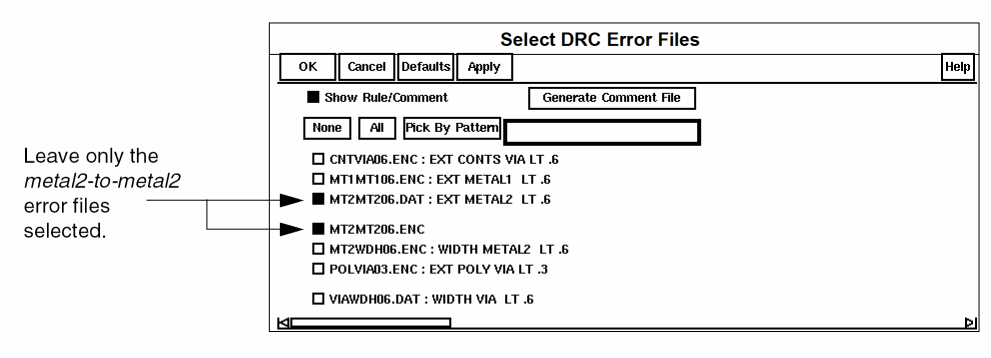 Select DRC Error Files
OK Cancel Defaults Apply Help
Show Rule/Comment Generate Comment File
None All Pick By Pattern
CNTVIA06.ENC : EXT CONTS VIA LT .6
MT1MT106.ENC : EXT METAL1 LT .6
MT2MT206.DAT : EXT METAL2 LT .6
MT2MT206.ENC
MT2WDH06.ENC : WIDTH METAL2 LT .6
POLVIA03.ENC : EXT POLY VIA LT .3
VIAWDH06.DAT : WIDTH VIA LT .6
Leave only the
metal2-to-metal2
error files
selected.